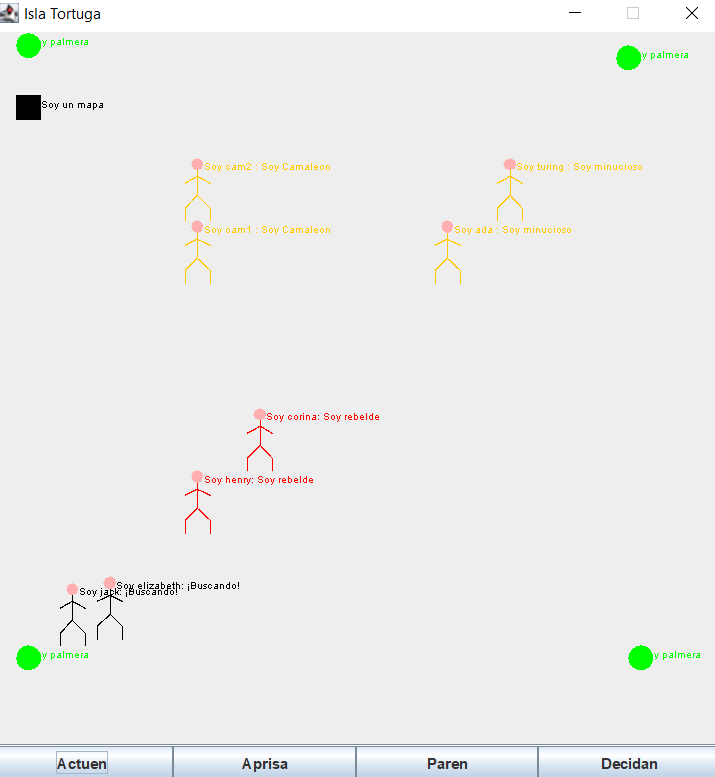 Isla Tortuga
y palmera
y palmera
Soy un mapa
Soy cam2 : Soy Camaleon
Soy turing : Soy minucioso
Soy cam1 : Soy Camaleon
Soy ada : Soy minucioso
Soy corina: Soy rebelde
Soy henry: Soy rebelde
Soy elizabeth: ¡Buscando!
Soy jack: ¡Buscando!
y palmera
y palmera
Actuen
Aprisa
Paren
Decidan